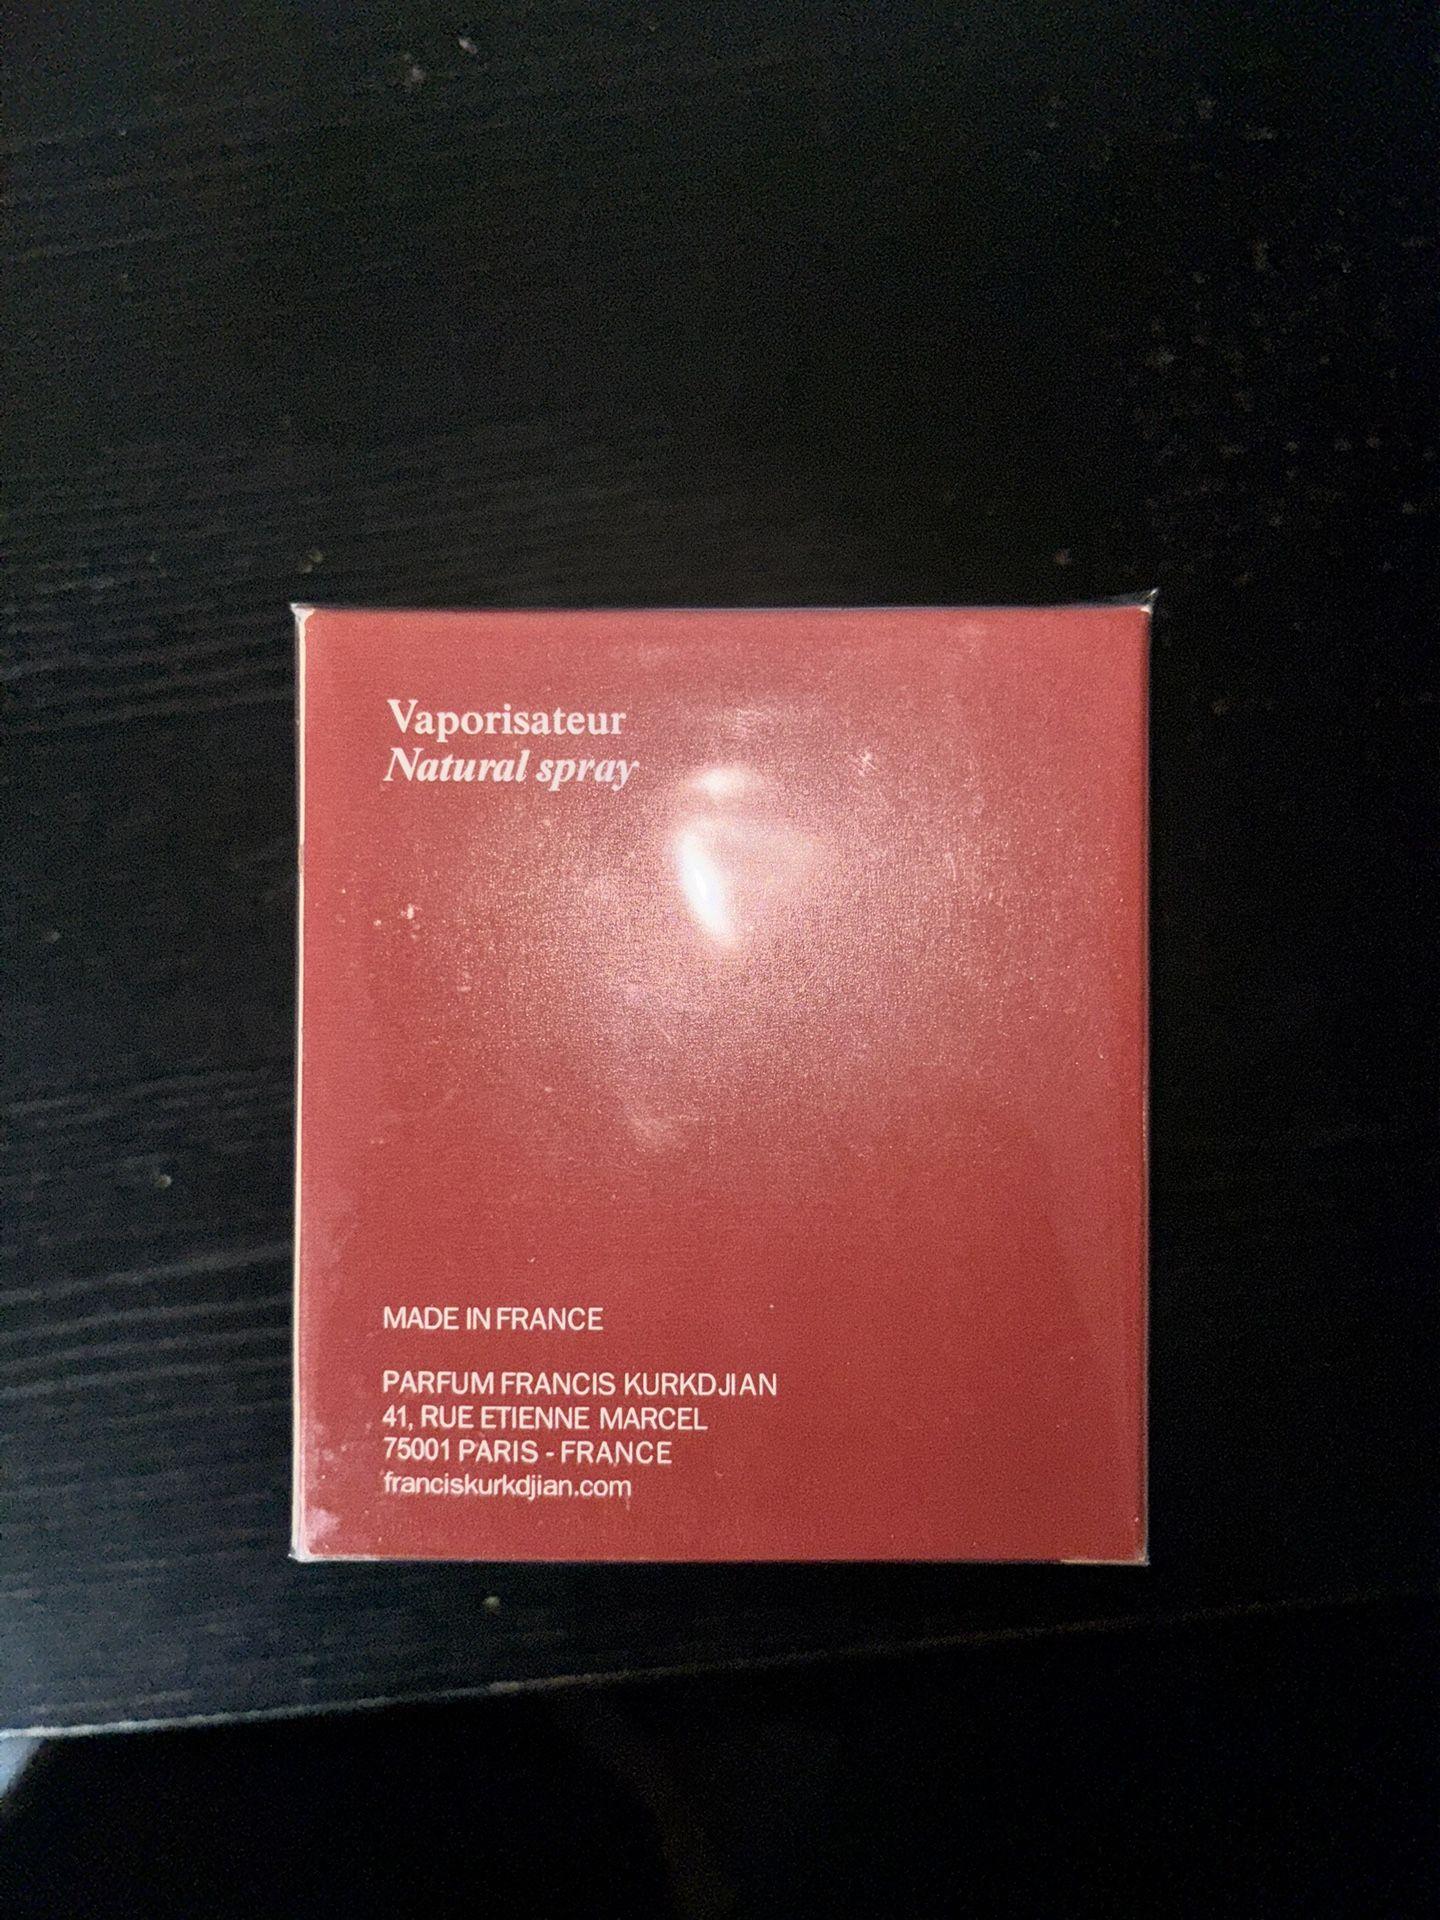 Vaporisateur
Natural spray
MADE IN FRANCE
PARFUM FRANCIS KURKDJIAN
41, RUE ETIENNE MARCEL
75001 PARIS - FRANCE
franciskurkdjian.com